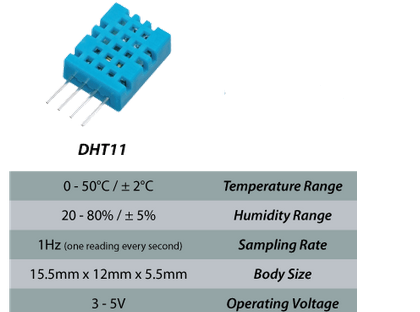 DHT11
0 - 50°C / ± 2°C Temperature Range
20 - 80% / ± 5% Humidity Range
1Hz (one reading every second) Sampling Rate
15.5mm x 12mm x 5.5mm Body Size
3 - 5V Operating Voltage